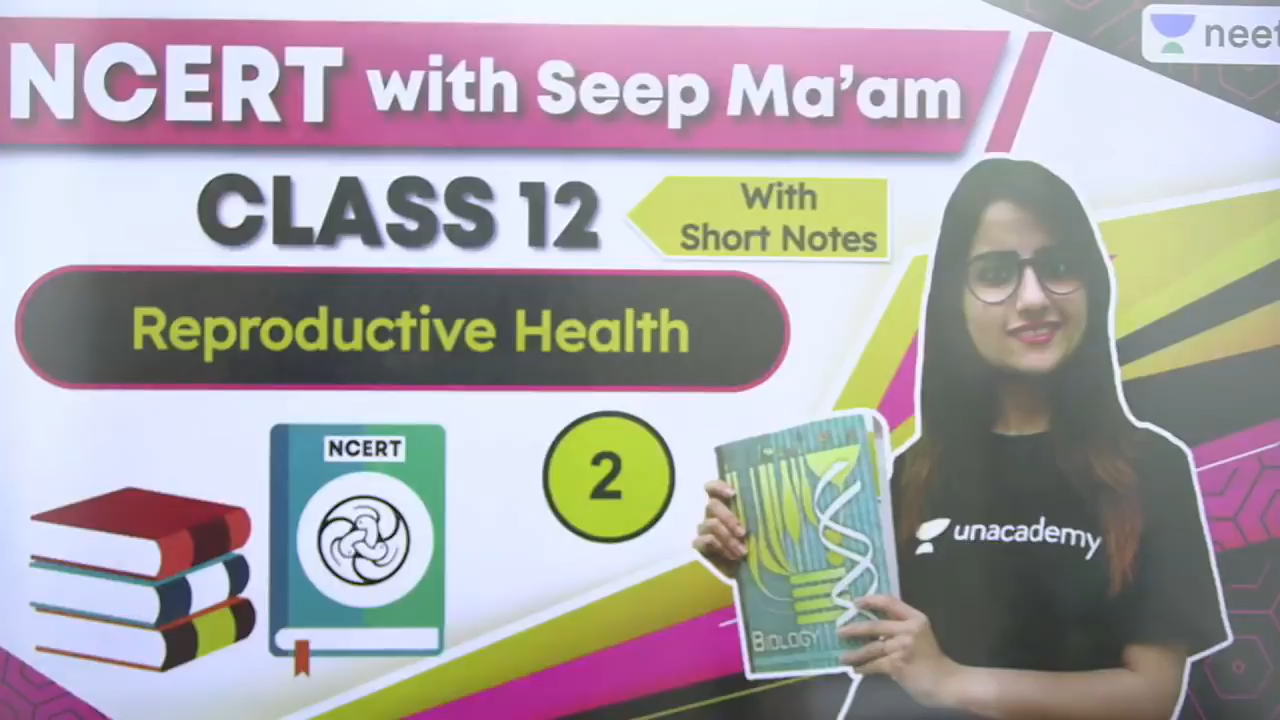 NCERT with Seep Ma'am
neet
CLASS 12
With
Short Notes
Reproductive Health
NCERT
2
unacademy
BIOLOGY